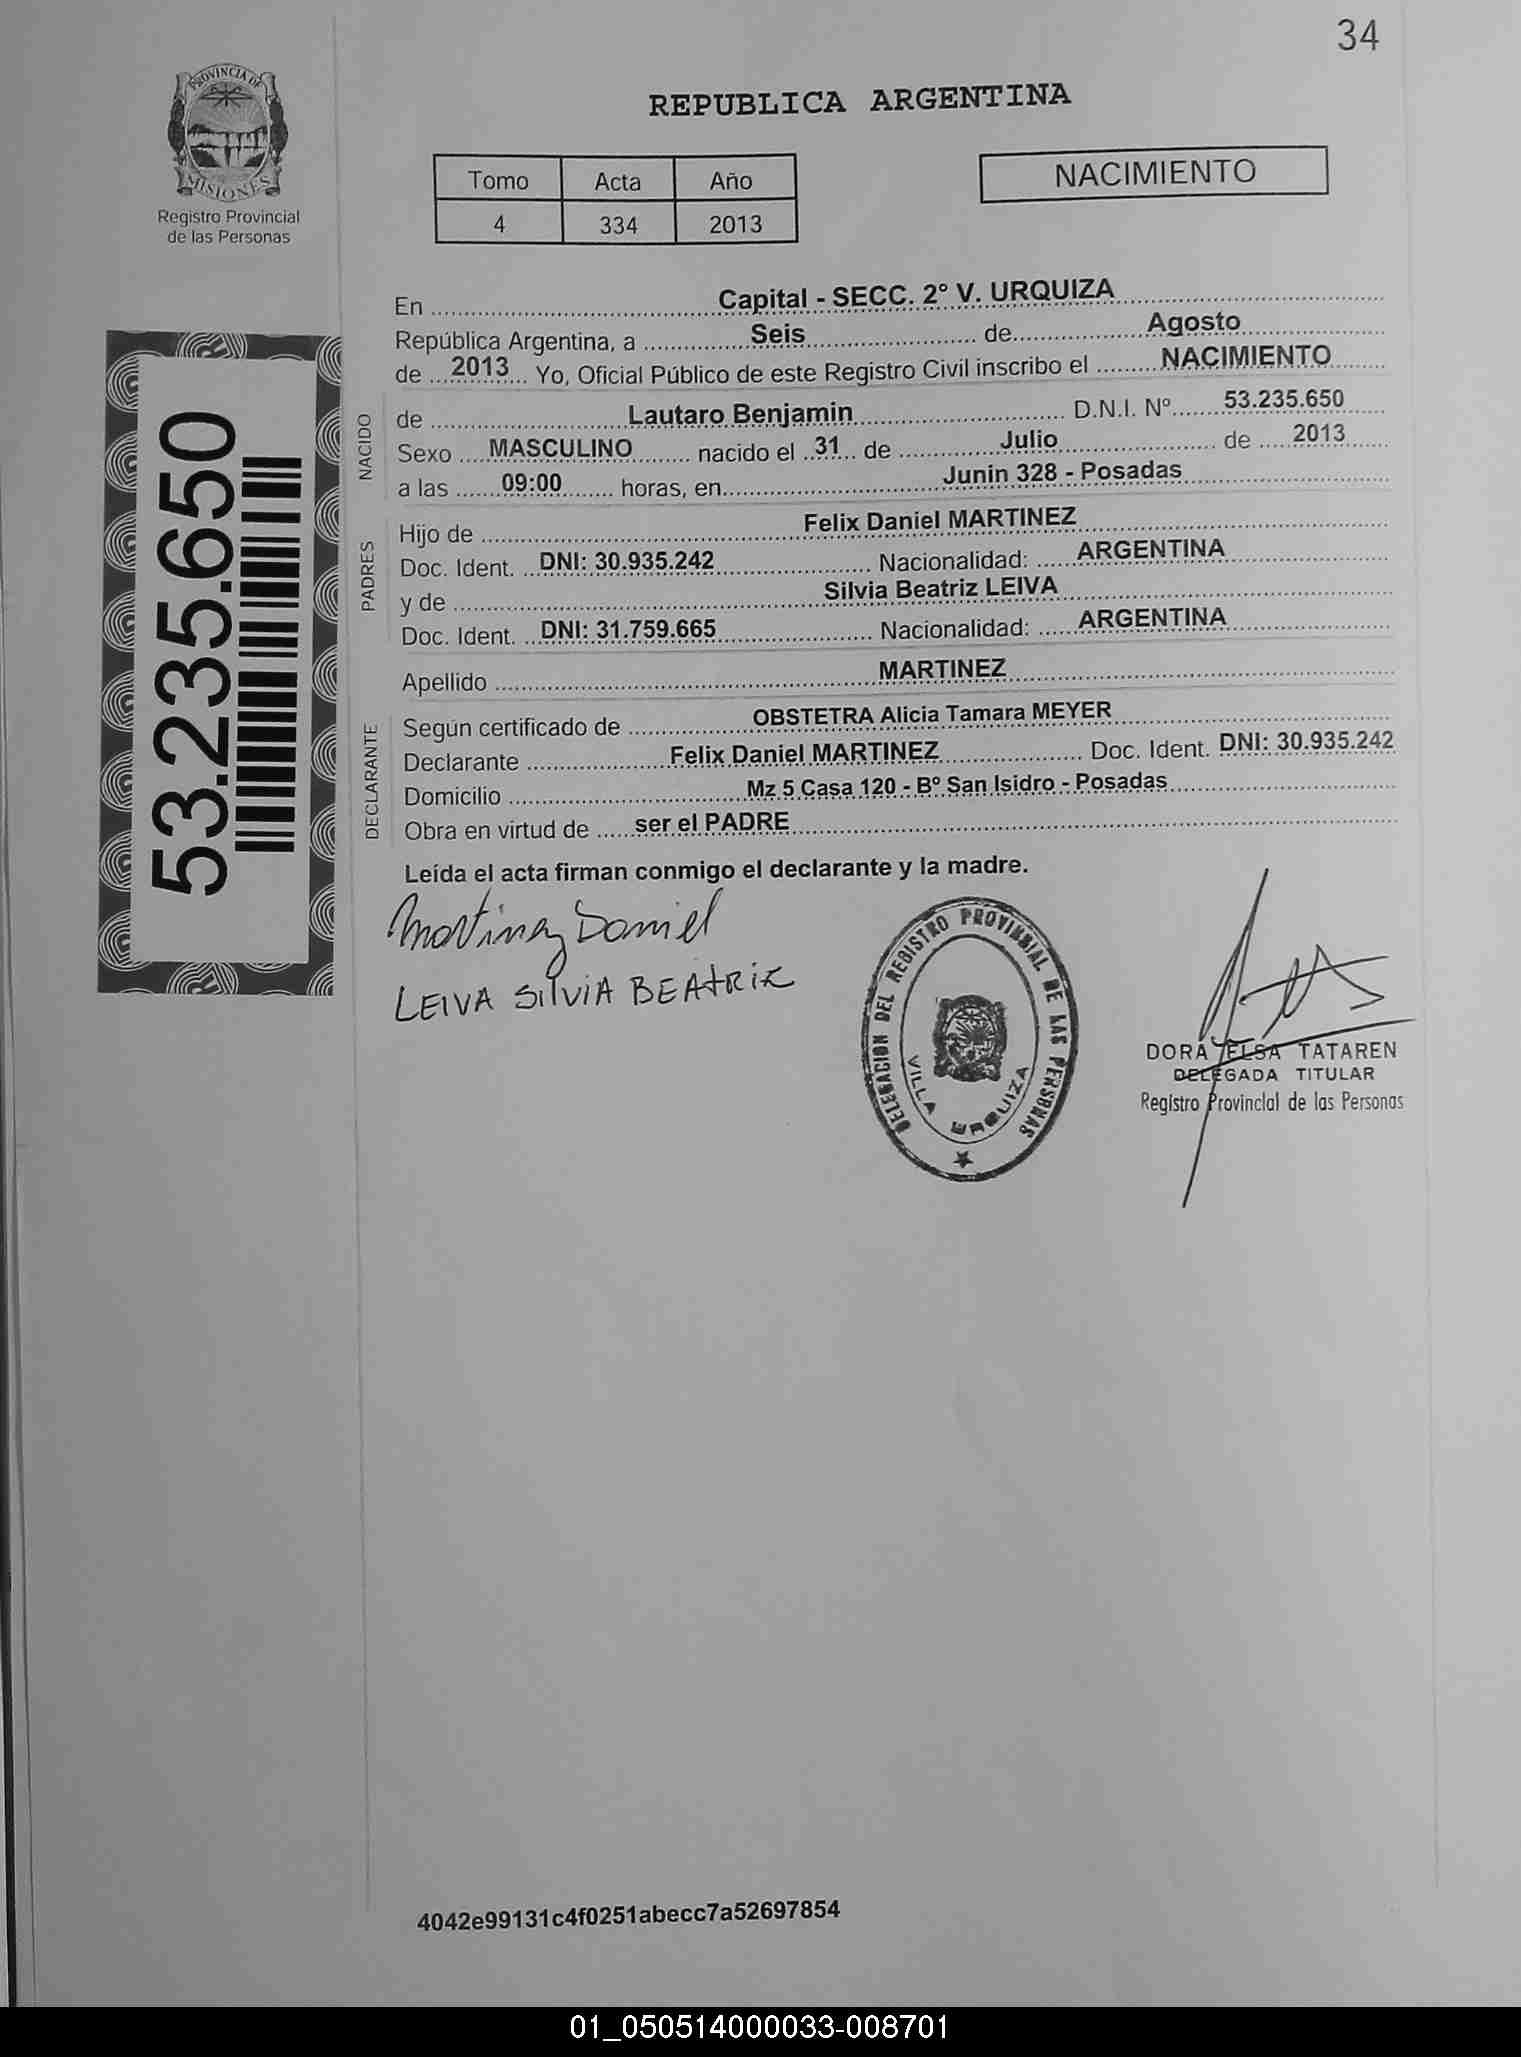 34
PROVINCIA DE
MISIONES
Registro Provincial
de las Personas
REPUBLICA ARGENTINA
Tomo Acta Año
4 334 2013
NACIMIENTO
53.235.650
En Capital - SECC. 2° V. URQUIZA
República Argentina, a Seis de Agosto
de 2013 Yo, Oficial Público de este Registro Civil inscribo el NACIMIENTO
NACIDO
de Lautaro Benjamin D.N.I. Nº 53.235.650
Sexo MASCULINO nacido el 31 de Julio de 2013
a las 09:00 horas, en Junin 328 - Posadas
PADRES
Hijo de Felix Daniel MARTINEZ
Doc. Ident. DNI: 30.935.242 Nacionalidad: ARGENTINA
y de Silvia Beatriz LEIVA
Doc. Ident. DNI: 31.759.665 Nacionalidad: ARGENTINA
Apellido MARTINEZ
DECLARANTE
Según certificado de OBSTETRA Alicia Tamara MEYER
Declarante Felix Daniel MARTINEZ Doc. Ident. DNI: 30.935.242
Domicilio Mz 5 Casa 120 - Bº San Isidro - Posadas
Obra en virtud de ser el PADRE
Leída el acta firman conmigo el declarante y la madre.
Martinez Daniel
LEIVA SILVIA BEATRIZ
DELEGACION DEL REGISTRO PROVINCIAL DE LAS PERSONAS
VILLA URQUIZA
DORA ELSA TATAREN
DELEGADA TITULAR
Registro Provincial de las Personas
4042e99131c4f0251abecc7a52697854
01_050514000033-008701